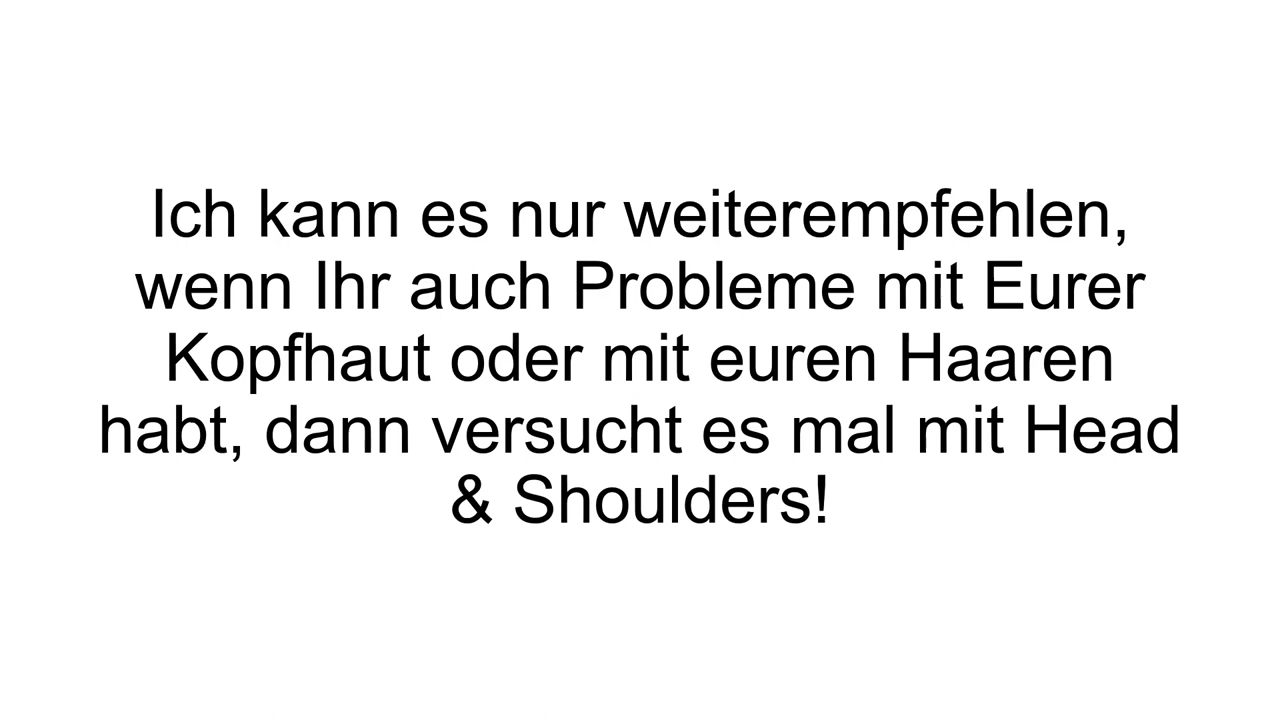 Ich kann es nur weiterempfehlen,
wenn Ihr auch Probleme mit Eurer
Kopfhaut oder mit euren Haaren
habt, dann versucht es mal mit Head
& Shoulders!